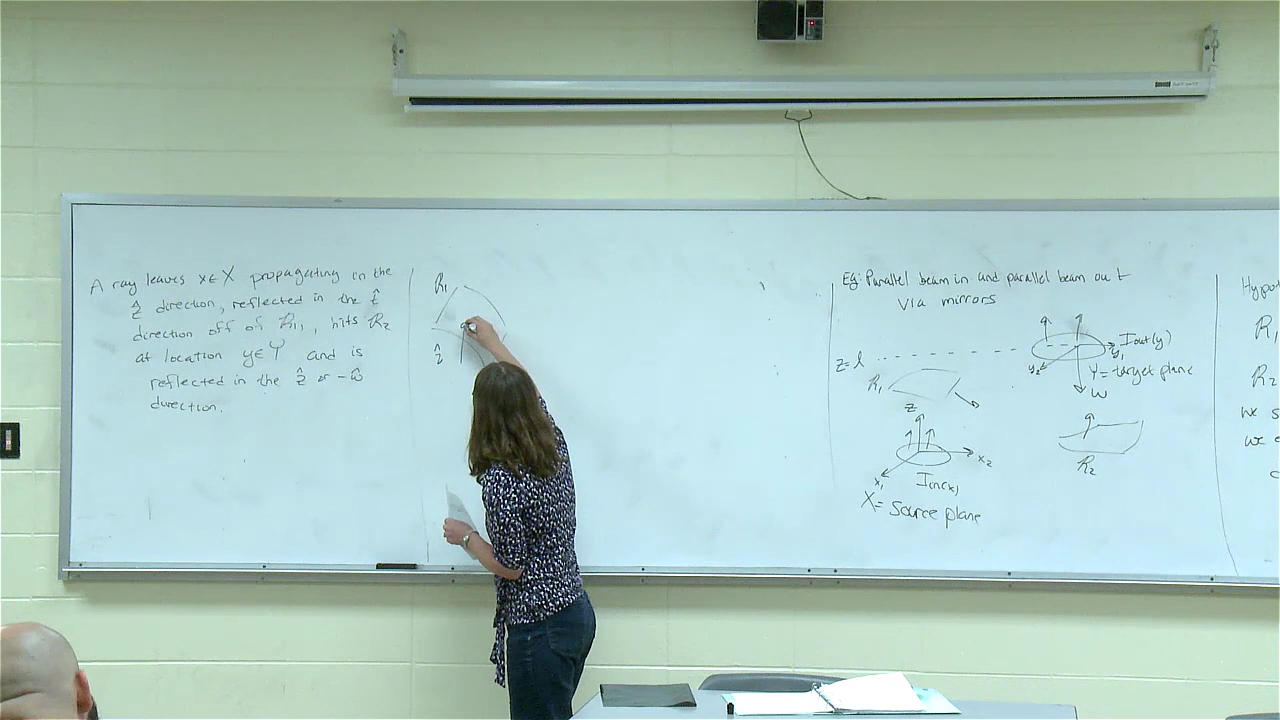 A ray leaves x∈X propagating in the
ẑ direction, reflected in the t̂
direction off of R₁, hits R₂
at location y∈Y and is
reflected in the ẑ or -ŵ
direction.
R₁
ẑ
Eg: Parallel beam in and parallel beam out
via mirrors
Iout(y)
y₁
z=l
y₂
Y=target plane
R₁
w
z
x₂
R₂
x₁
Iin(x)
X= source plane
R₁
R₂
we